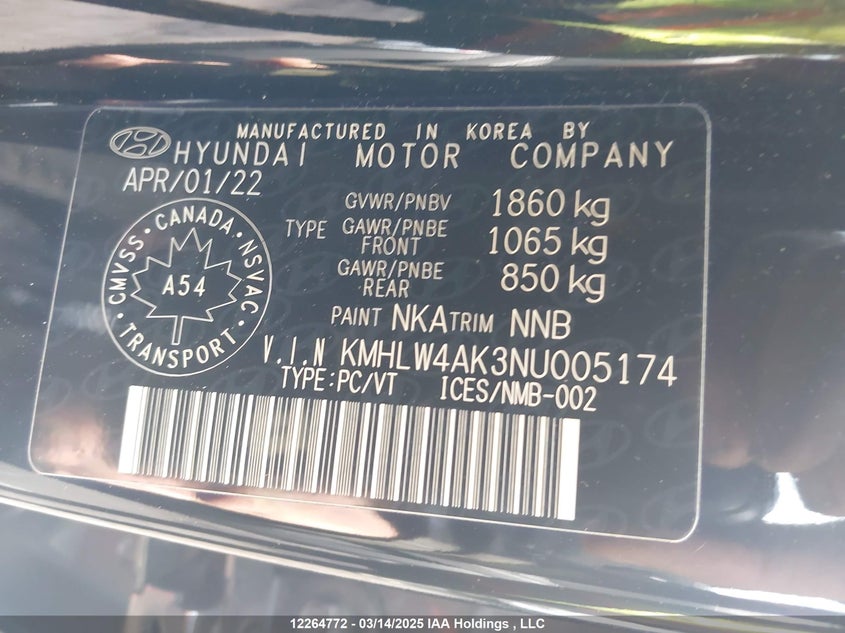 MANUFACTURED IN KOREA BY
HYUNDAI MOTOR COMPANY
APR/01/22
GVWR/PNBV 1860 kg
TYPE GAWR/PNBE FRONT 1065 kg
GAWR/PNBE REAR 850 kg
CANADA · NSVAC · TRANSPORT · CMVSS
A54
PAINT NKA TRIM NNB
V.I.N KMHLW4AK3NU005174
TYPE:PC/VT ICES/NMB-002
12264772 - 03/14/2025 IAA Holdings , LLC